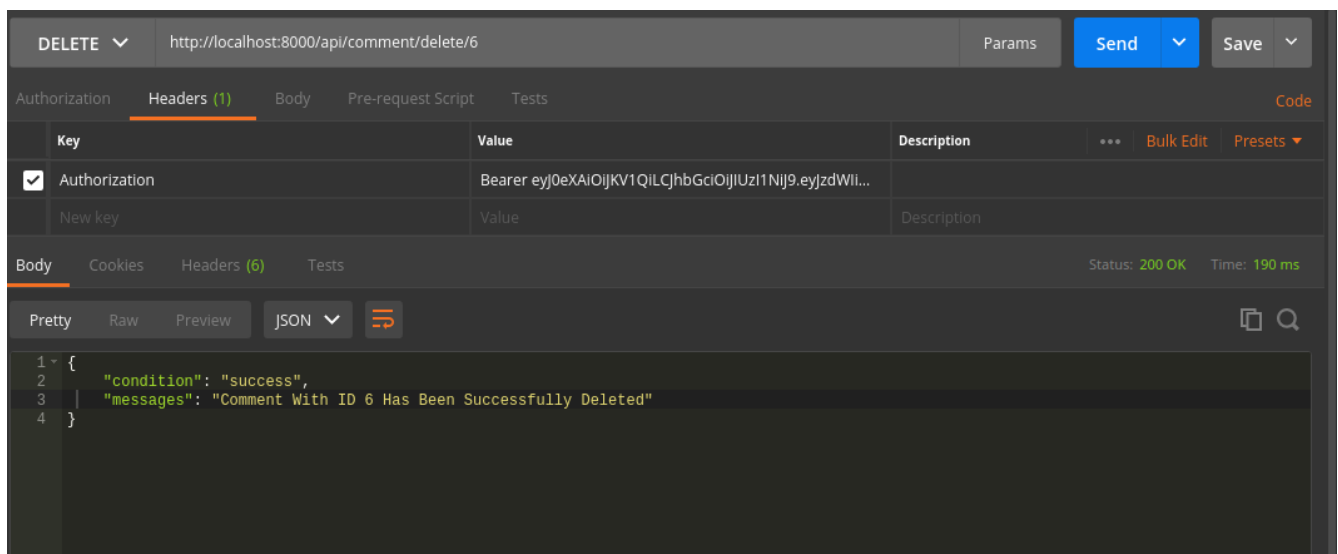 DELETE http://localhost:8000/api/comment/delete/6 Params Send Save
Authorization Headers (1) Body Pre-request Script Tests Code
Key Value Description ••• Bulk Edit Presets
Authorization Bearer eyJ0eXAiOiJKV1QiLCJhbGciOiJIUzI1NiJ9.eyJzdWIi...
New key Value Description
Body Cookies Headers (6) Tests Status: 200 OK Time: 190 ms
Pretty Raw Preview JSON
1 {
2 "condition": "success",
3 "messages": "Comment With ID 6 Has Been Successfully Deleted"
4 }